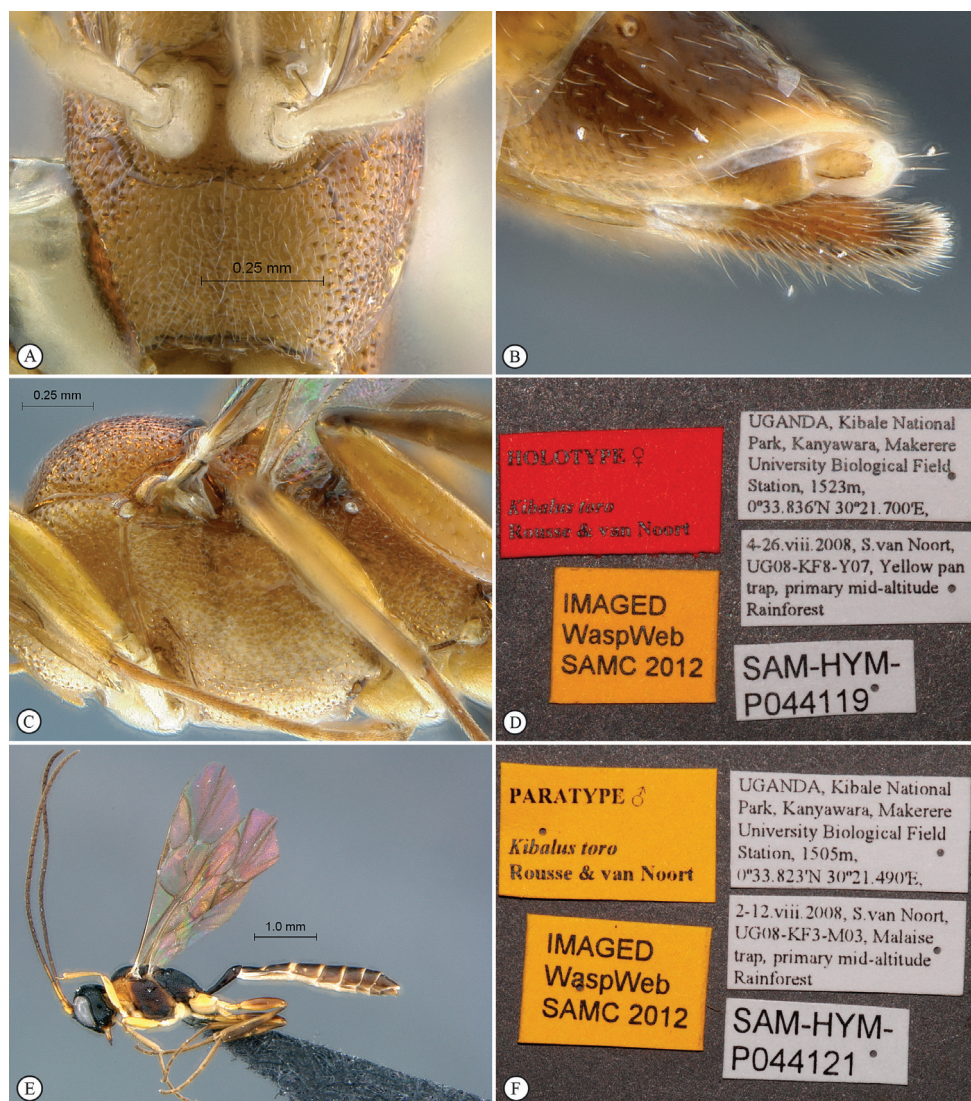 0.25 mm
A
B
0.25 mm
C
HOLOTYPE ♀
Kibalus toro
Rousse & van Noort
IMAGED
WaspWeb
SAMC 2012
UGANDA, Kibale National
Park, Kanyawara, Makerere
University Biological Field
Station, 1523m,
0°33.836'N 30°21.700'E,
4-26.viii.2008, S.van Noort,
UG08-KF8-Y07, Yellow pan
trap, primary mid-altitude
Rainforest
SAM-HYM-
P044119
D
1.0 mm
E
PARATYPE ♂
Kibalus toro
Rousse & van Noort
IMAGED
WaspWeb
SAMC 2012
UGANDA, Kibale National
Park, Kanyawara, Makerere
University Biological Field
Station, 1505m,
0°33.823'N 30°21.490'E,
2-12.viii.2008, S.van Noort,
UG08-KF3-M03, Malaise
trap, primary mid-altitude
Rainforest
SAM-HYM-
P044121
F